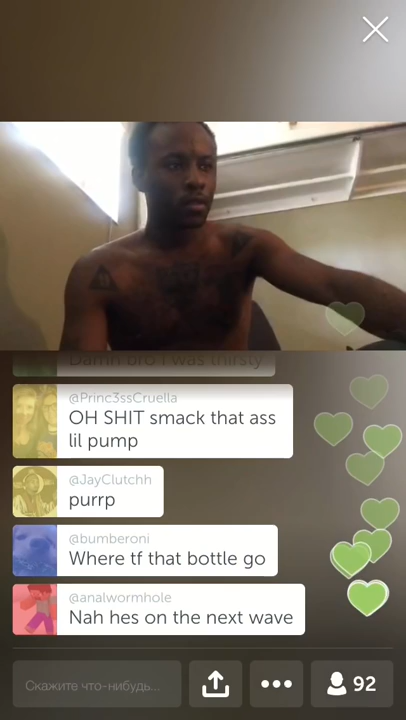 Damn bro I was thirsty
@Princ3ssCruella
OH SHIT smack that ass
lil pump
@JayClutchh
purrp
@bumberoni
Where tf that bottle go
@analwormhole
Nah hes on the next wave
Скажите что-нибудь...
92